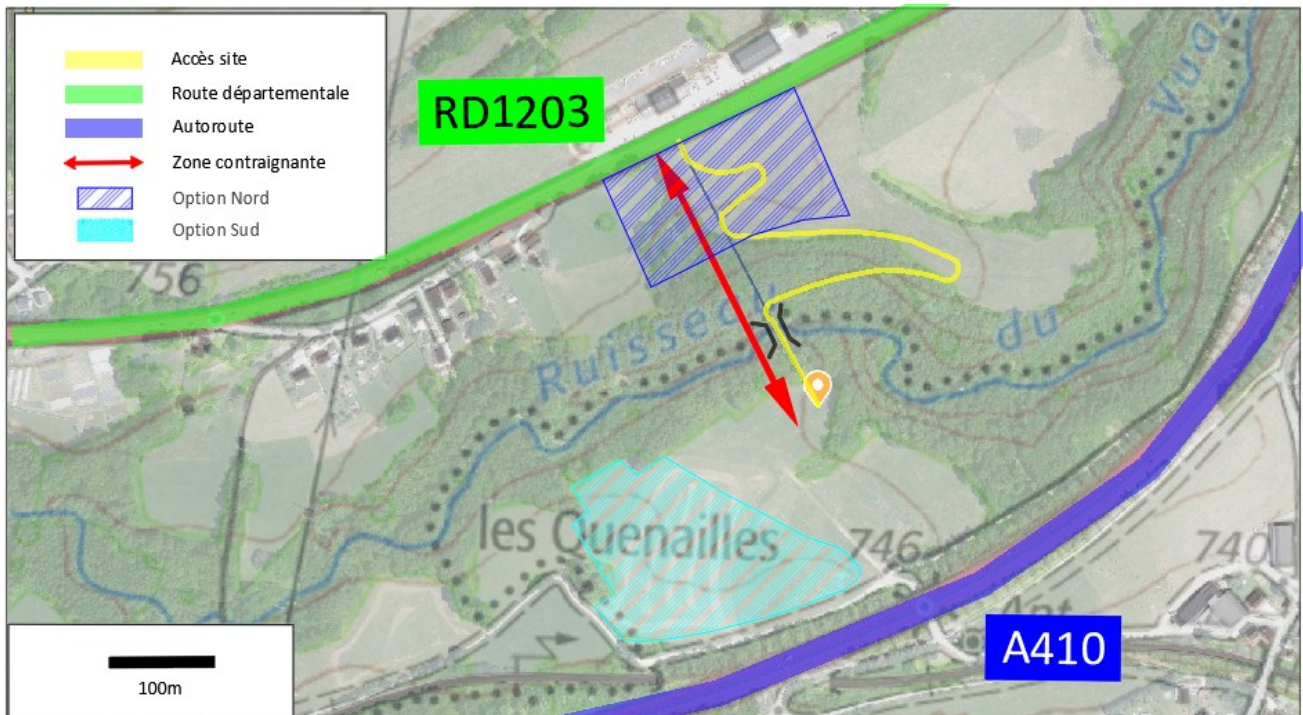 Accès site
Route départementale
Autoroute
Zone contraignante
Option Nord
Option Sud
RD1203
756
Ruisseau
du
Vuaz
les Quenailles
746
740
A410
100m